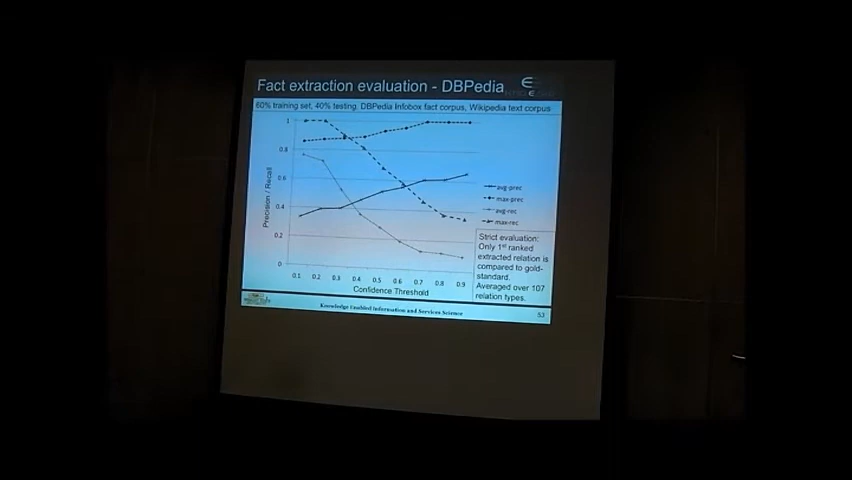 Fact extraction evaluation - DBPedia
60% training set, 40% testing. DBPedia Infobox fact corpus, Wikipedia text corpus
1
0.8
0.6
0.4
0.2
0
Precision / Recall
0.1 0.2 0.3 0.4 0.5 0.6 0.7 0.8 0.9
Confidence Threshold
avg-prec
max-prec
avg-rec
max-rec
Strict evaluation:
Only 1st ranked
extracted relation is
compared to gold-
standard.
Averaged over 107
relation types.
Knowledge Enabled Information and Services Science
53